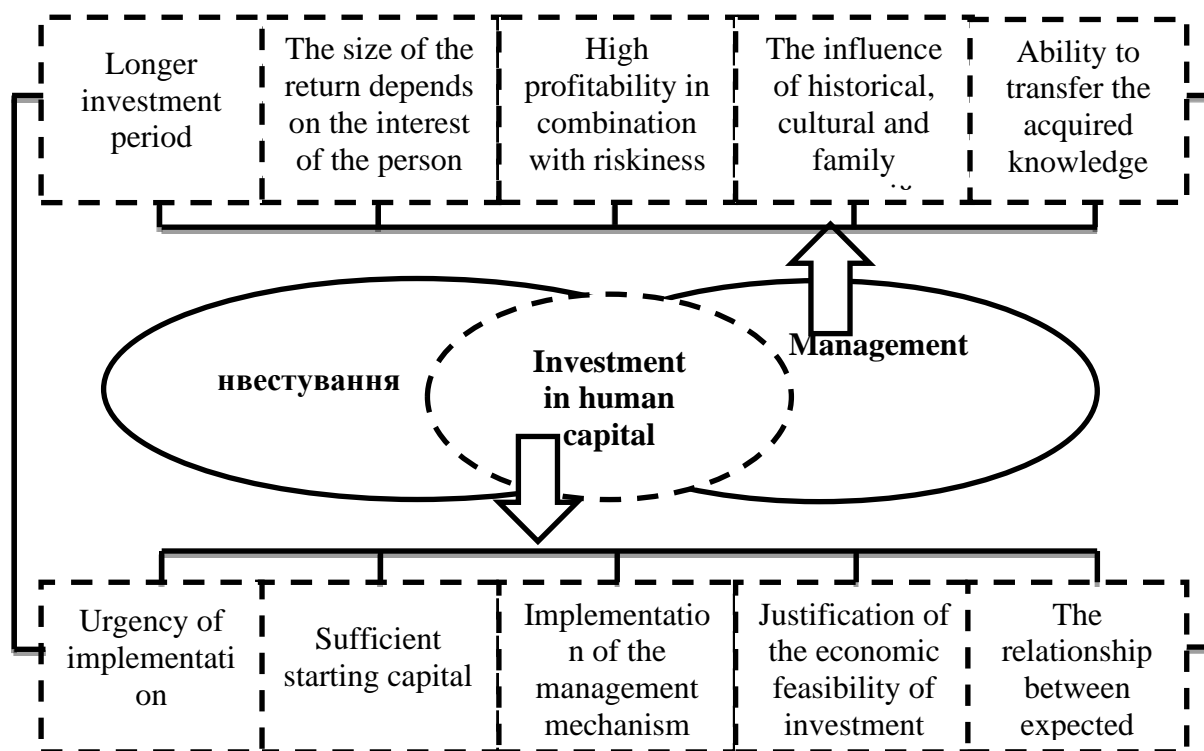 Longer
investment
period
The size of the
return depends
on the interest
of the person
High
profitability in
combination
with riskiness
The influence
of historical,
cultural and
family
Ability to
transfer the
acquired
knowledge
Management
нвестування
Investment
in human
capital
Urgency of
implementati
on
Sufficient
starting capital
Implementatio
n of the
management
mechanism
Justification of
the economic
feasibility of
investment
The
relationship
between
expected